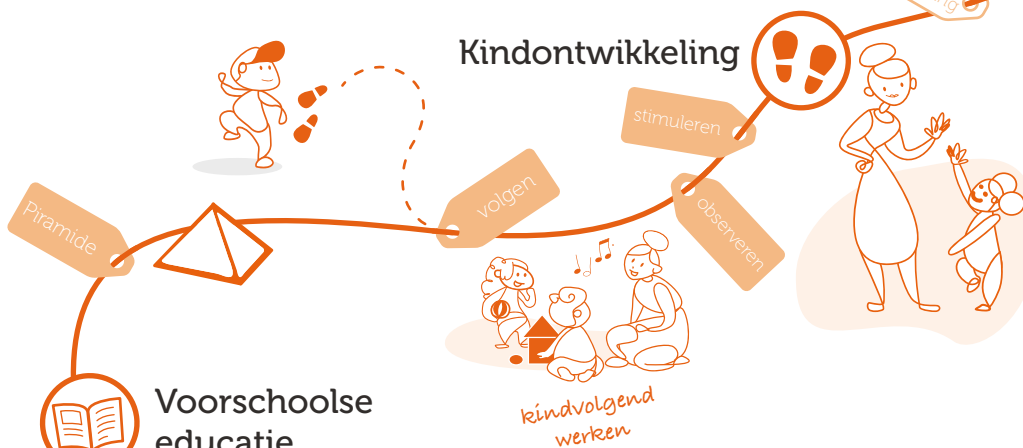 Kindontwikkeling
stimuleren
volgen
observeren
Piramide
kindvolgend
werken
Voorschoolse
educatie